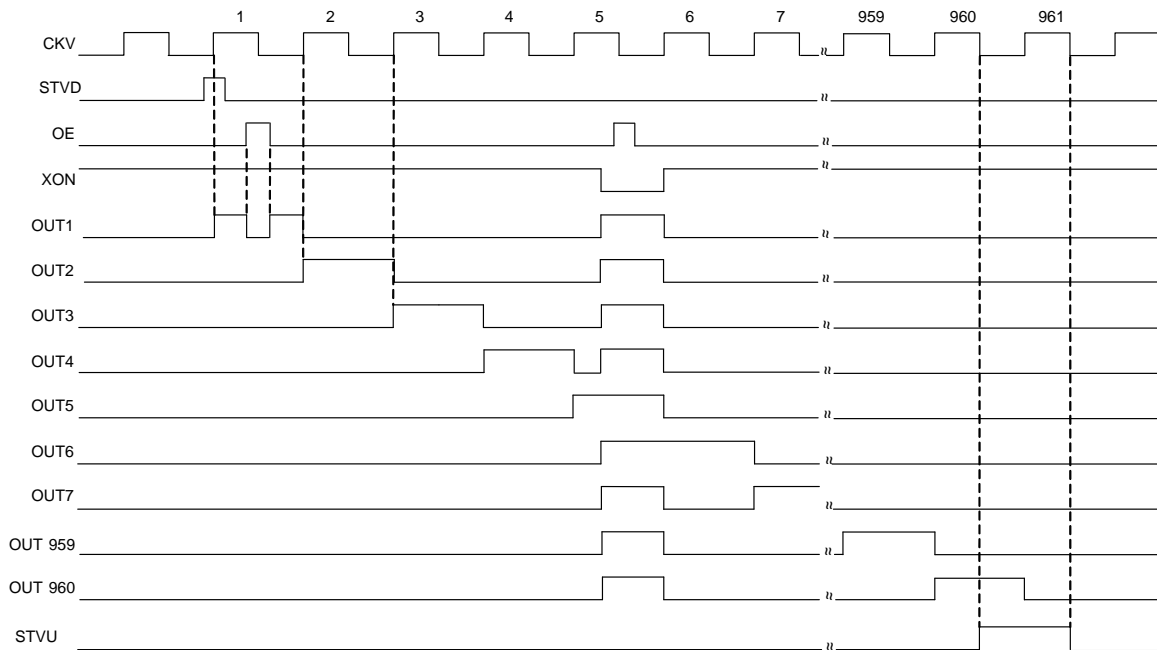 1 2 3 4 5 6 7 959 960 961
CKV
STVD
OE
XON
OUT1
OUT2
OUT3
OUT4
OUT5
OUT6
OUT7
OUT 959
OUT 960
STVU